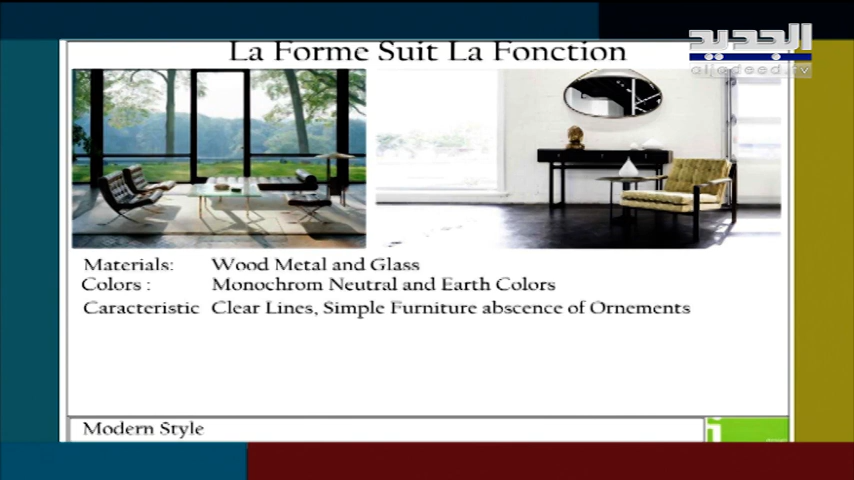 La Forme Suit La Fonction
الجديد
aljadeed.tv
Materials: Wood Metal and Glass
Colors : Monochrom Neutral and Earth Colors
Caracteristic Clear Lines, Simple Furniture abscence of Ornements
Modern Style